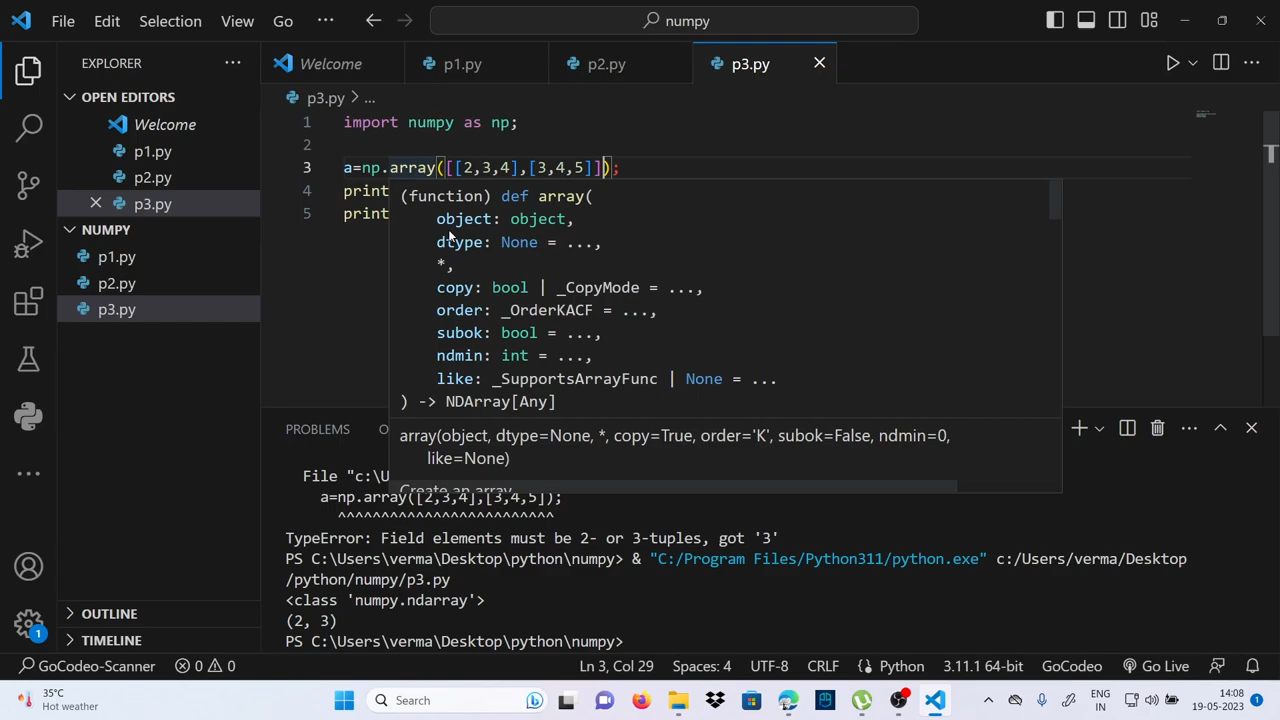 File Edit Selection View Go ··· numpy
EXPLORER ···
Welcome p1.py p2.py p3.py
OPEN EDITORS
Welcome
p1.py
p2.py
p3.py
NUMPY
p1.py
p2.py
p3.py
OUTLINE
TIMELINE
p3.py > ...
1 import numpy as np;
2
3 a=np.array([[2,3,4],[3,4,5]]);
4 print
5 print
(function) def array(
object: object,
dtype: None = ...,
*,
copy: bool | _CopyMode = ...,
order: _OrderKACF = ...,
subok: bool = ...,
ndmin: int = ...,
like: _SupportsArrayFunc | None = ...
) -> NDArray[Any]
array(object, dtype=None, *, copy=True, order='K', subok=False, ndmin=0,
like=None)
Create an array
PROBLEMS O
File "c:\U
a=np.array([2,3,4],[3,4,5]);
^^^^^^^^^^^^^^^^^^^^^^^^
TypeError: Field elements must be 2- or 3-tuples, got '3'
PS C:\Users\verma\Desktop\python\numpy> & "C:/Program Files/Python311/python.exe" c:/Users/verma/Desktop
/python/numpy/p3.py
<class 'numpy.ndarray'>
(2, 3)
PS C:\Users\verma\Desktop\python\numpy>
1
GoCodeo-Scanner 0 0 Ln 3, Col 29 Spaces: 4 UTF-8 CRLF Python 3.11.1 64-bit GoCodeo Go Live
35°C
Hot weather
Search
ENG
IN
14:08
19-05-2023